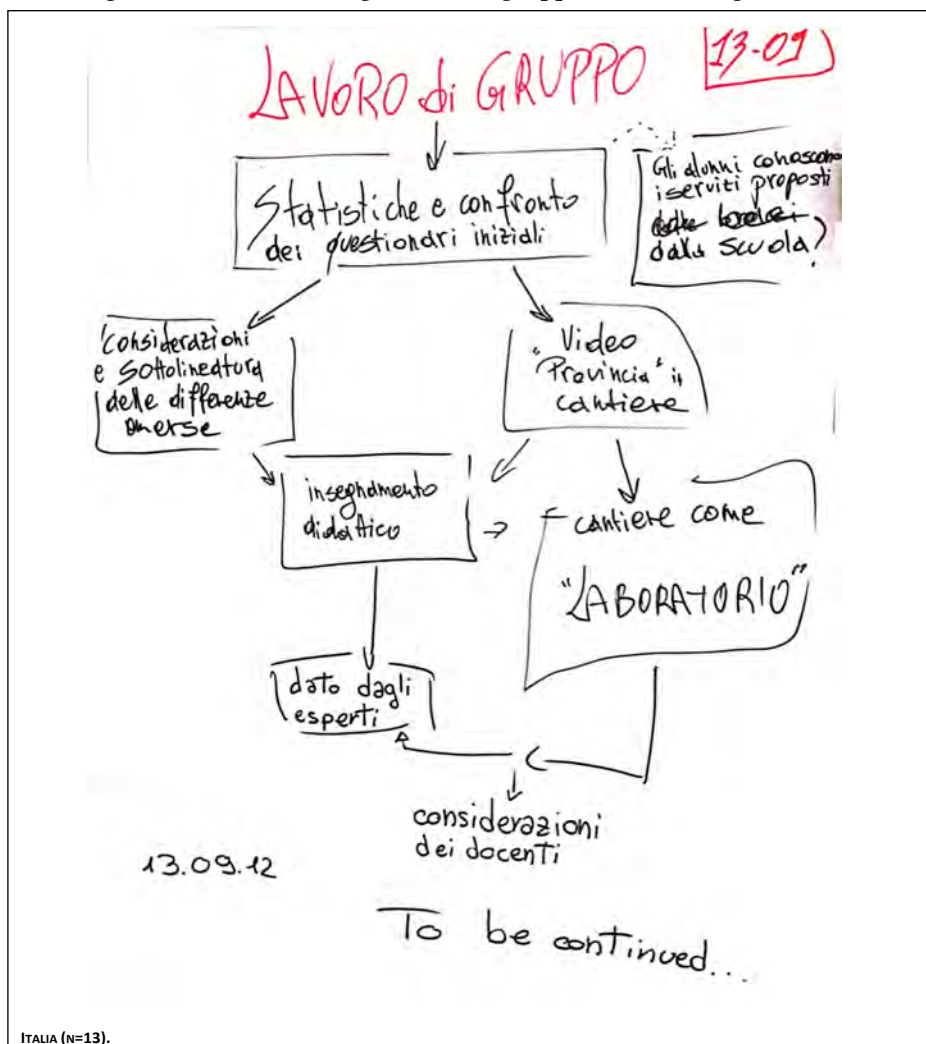 LAVORO di GRUPPO
13-09
Statistiche e confronto
dei questionari iniziali
Gli alunni conoscono
i serviti proposti
dalla scuola?
Considerazioni
e sottolineatura
delle differenze
emerse
Video
"Provincia" in
cantiere
insegnamento
didattico
cantiere come
"LABORATORIO"
dato dagli
esperti
considerazioni
dei docenti
13.09.12
To be continued...
ITALIA (N=13).